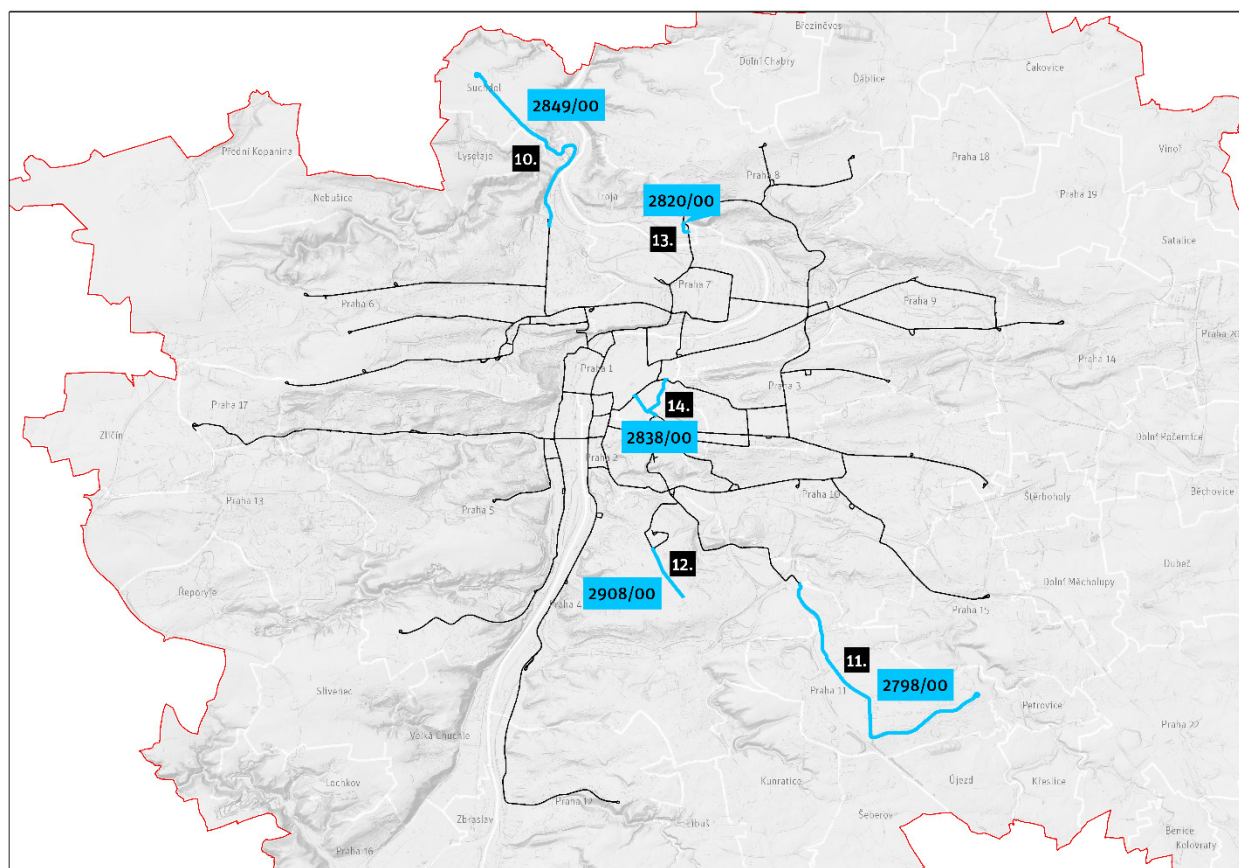 Březiněves
Dolní Chabry
Čakovice
Ďáblice
Suchdol
2849/00
Přední Kopanina
Lysolaje
10.
Praha 8
Praha 18
Vinoř
Nebušice
Troja
2820/00
Praha 19
13.
Satalice
Praha 6
Praha 7
Praha 9
Praha 20
Praha 1
Praha 14
Praha 3
Praha 17
14.
Zličín
2838/00
Dolní Počernice
Praha 2
Praha 13
Praha 5
Praha 10
Štěrboholy
Běchovice
12.
Dubeč
Řeporyje
2908/00
Praha 4
Dolní Měcholupy
Praha 15
11.
Slivenec
Praha 11
2798/00
Petrovice
Velká Chuchle
Praha 22
Lochkov
Kunratice
Újezd
Křeslice
Praha 12
Zbraslav
Libuš
Šeberov
Benice
Kolovraty
Praha 16